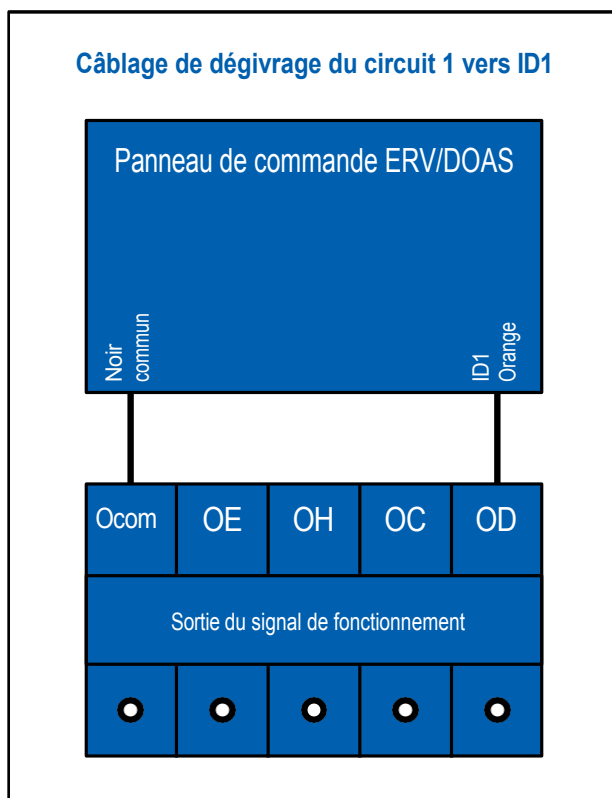 Câblage de dégivrage du circuit 1 vers ID1
Panneau de commande ERV/DOAS
Noir
commun
ID1
Orange
Ocom
OE
OH
OC
OD
Sortie du signal de fonctionnement